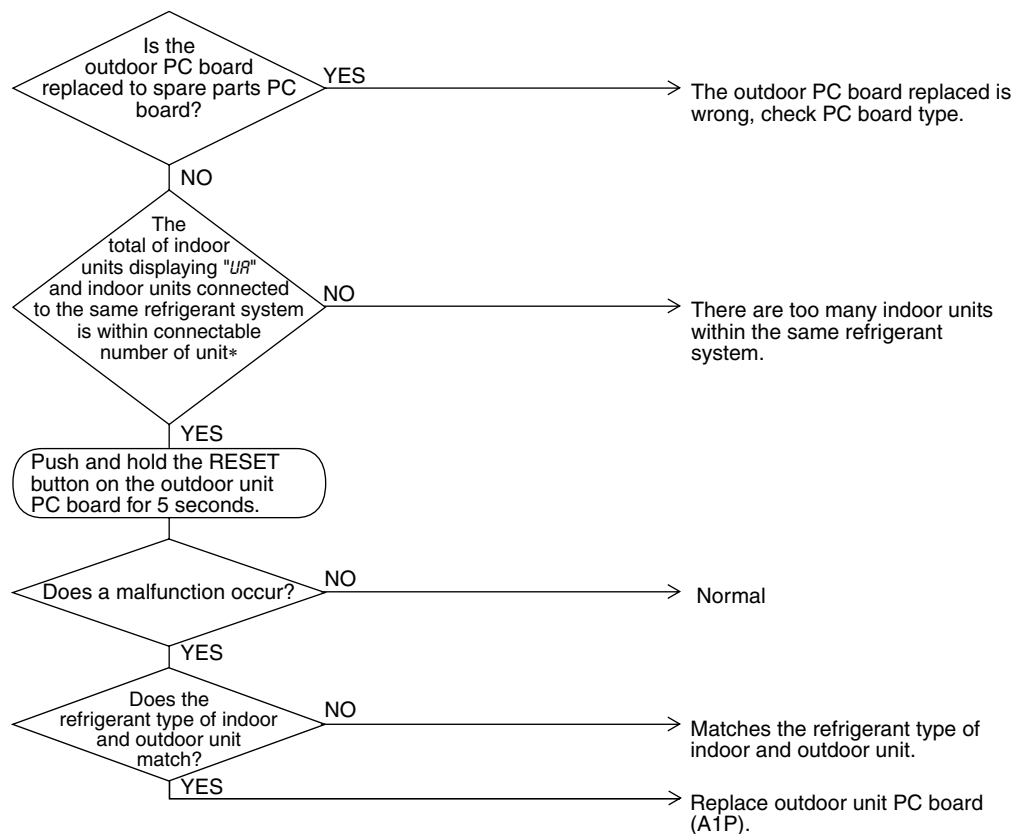 Is the
outdoor PC board
replaced to spare parts PC
board?
YES
The outdoor PC board replaced is
wrong, check PC board type.
NO
The
total of indoor
units displaying "UA"
and indoor units connected
to the same refrigerant system
is within connectable
number of unit*
NO
There are too many indoor units
within the same refrigerant
system.
YES
Push and hold the RESET
button on the outdoor unit
PC board for 5 seconds.
Does a malfunction occur?
NO
Normal
YES
Does the
refrigerant type of indoor
and outdoor unit
match?
NO
Matches the refrigerant type of
indoor and outdoor unit.
YES
Replace outdoor unit PC board
(A1P).